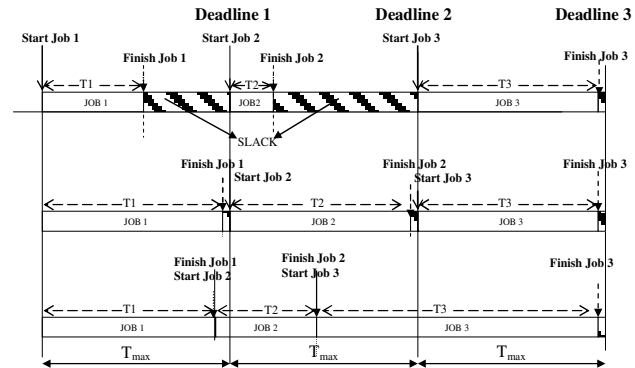 Deadline 1 Deadline 2 Deadline 3
Start Job 1 Start Job 2 Start Job 3
Finish Job 1 Finish Job 2 Finish Job 3
T1 T2 T3
JOB 1 JOB2 JOB 3
SLACK
Finish Job 1 Finish Job 2 Finish Job 3
Start Job 2 Start Job 3
T1 T2 T3
JOB 1 JOB 2 JOB 3
Finish Job 1 Finish Job 2 Finish Job 3
Start Job 2 Start Job 3
T1 T2 T3
JOB 1 JOB 2 JOB 3
Tmax Tmax Tmax